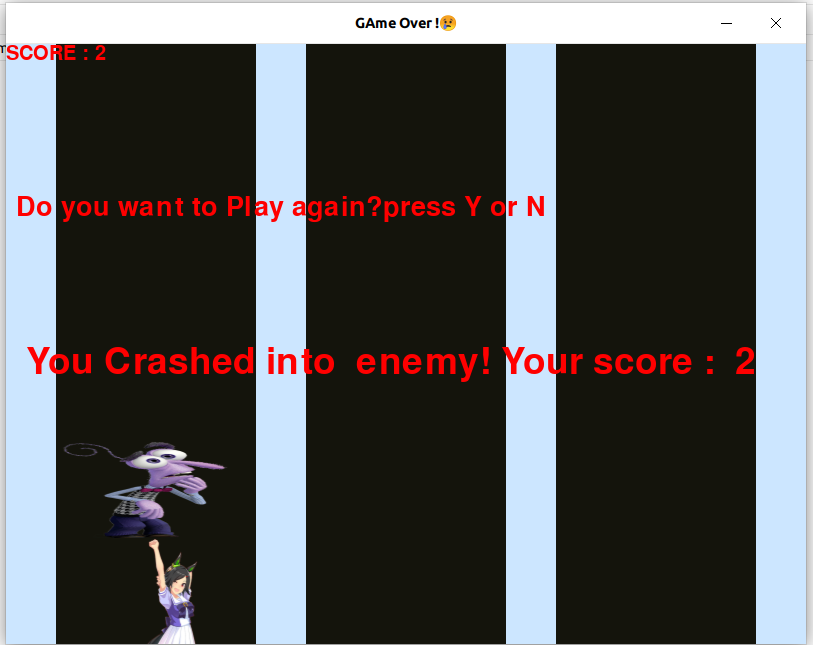 GAme Over !😢
SCORE : 2
Do you want to Play again?press Y or N
You Crashed into  enemy! Your score :  2